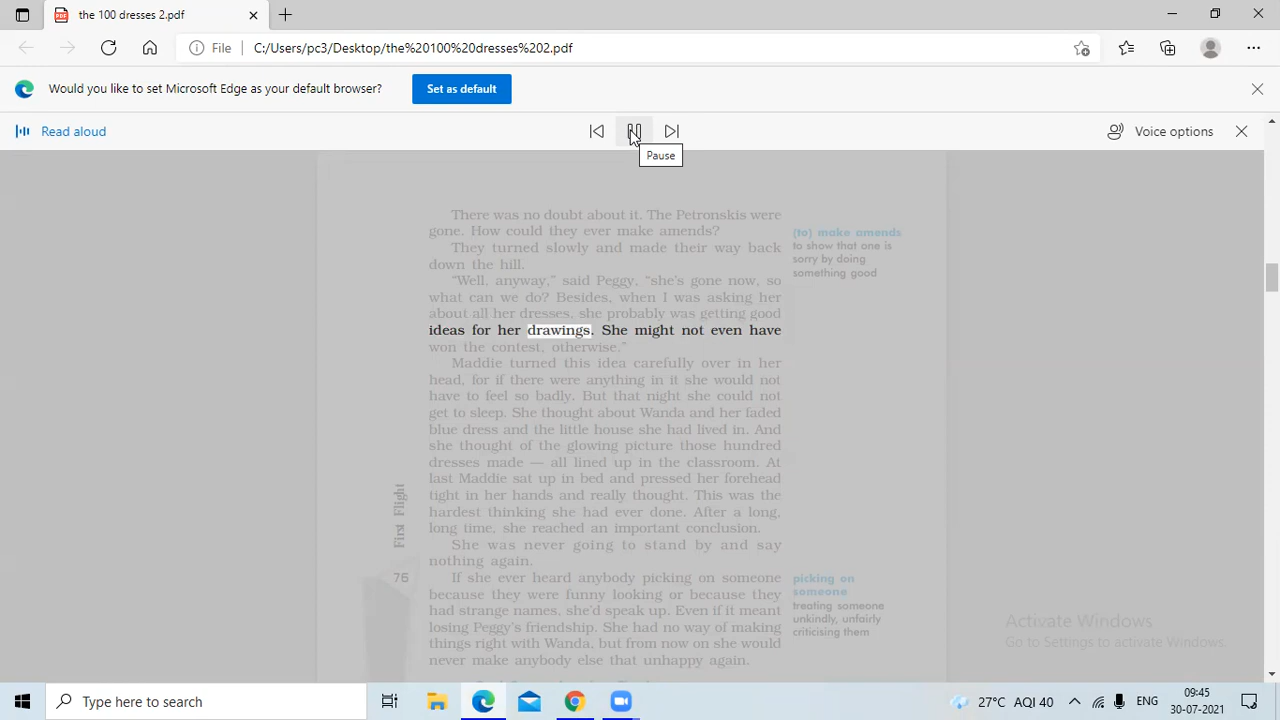 the 100 dresses 2.pdf
File C:/Users/pc3/Desktop/the%20100%20dresses%202.pdf
Would you like to set Microsoft Edge as your default browser? Set as default
Read aloud
Voice options
Pause
There was no doubt about it. The Petronskis were
gone. How could they ever make amends?
They turned slowly and made their way back
down the hill.
“Well, anyway,” said Peggy, “she's gone now, so
what can we do? Besides, when I was asking her
about all her dresses, she probably was getting good
ideas for her drawings. She might not even have
won the contest, otherwise.”
Maddie turned this idea carefully over in her
head, for if there were anything in it she would not
have to feel so badly. But that night she could not
get to sleep. She thought about Wanda and her faded
blue dress and the little house she had lived in. And
she thought of the glowing picture those hundred
dresses made — all lined up in the classroom. At
last Maddie sat up in bed and pressed her forehead
tight in her hands and really thought. This was the
hardest thinking she had ever done. After a long,
long time, she reached an important conclusion.
She was never going to stand by and say
nothing again.
If she ever heard anybody picking on someone
because they were funny looking or because they
had strange names, she'd speak up. Even if it meant
losing Peggy's friendship. She had no way of making
things right with Wanda, but from now on she would
never make anybody else that unhappy again.
(to) make amends
to show that one is
sorry by doing
something good
picking on
someone
treating someone
unkindly, unfairly
criticising them
First Flight
76
Activate Windows
Go to Settings to activate Windows.
Type here to search
27°C AQI 40
ENG
09:45
30-07-2021